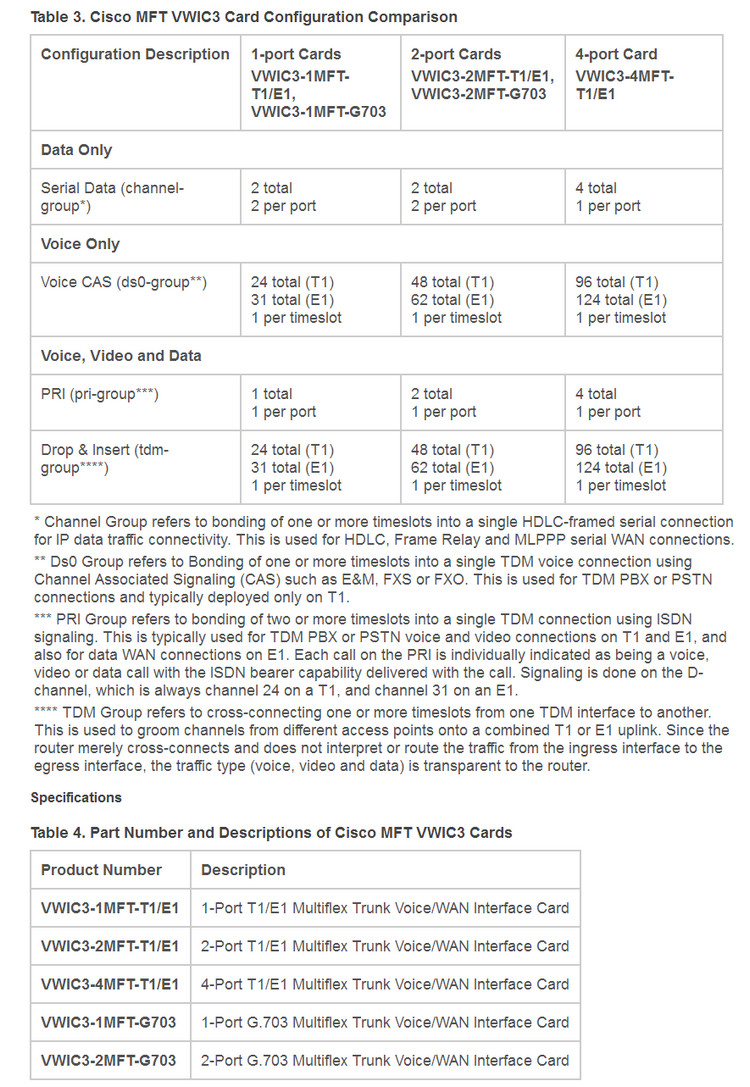 Table 3. Cisco MFT VWIC3 Card Configuration Comparison
Configuration Description
1-port Cards
VWIC3-1MFT-
T1/E1,
VWIC3-1MFT-G703
2-port Cards
VWIC3-2MFT-T1/E1,
VWIC3-2MFT-G703
4-port Card
VWIC3-4MFT-
T1/E1
Data Only
Serial Data (channel-
group*)
2 total
2 per port
2 total
2 per port
4 total
1 per port
Voice Only
Voice CAS (ds0-group**)
24 total (T1)
31 total (E1)
1 per timeslot
48 total (T1)
62 total (E1)
1 per timeslot
96 total (T1)
124 total (E1)
1 per timeslot
Voice, Video and Data
PRI (pri-group***)
1 total
1 per port
2 total
1 per port
4 total
1 per port
Drop & Insert (tdm-
group****)
24 total (T1)
31 total (E1)
1 per timeslot
48 total (T1)
62 total (E1)
1 per timeslot
96 total (T1)
124 total (E1)
1 per timeslot
* Channel Group refers to bonding of one or more timeslots into a single HDLC-framed serial connection
for IP data traffic connectivity. This is used for HDLC, Frame Relay and MLPPP serial WAN connections.
** Ds0 Group refers to Bonding of one or more timeslots into a single TDM voice connection using
Channel Associated Signaling (CAS) such as E&M, FXS or FXO. This is used for TDM PBX or PSTN
connections and typically deployed only on T1.
*** PRI Group refers to bonding of two or more timeslots into a single TDM connection using ISDN
signaling. This is typically used for TDM PBX or PSTN voice and video connections on T1 and E1, and
also for data WAN connections on E1. Each call on the PRI is individually indicated as being a voice,
video or data call with the ISDN bearer capability delivered with the call. Signaling is done on the D-
channel, which is always channel 24 on a T1, and channel 31 on an E1.
**** TDM Group refers to cross-connecting one or more timeslots from one TDM interface to another.
This is used to groom channels from different access points onto a combined T1 or E1 uplink. Since the
router merely cross-connects and does not interpret or route the traffic from the ingress interface to the
egress interface, the traffic type (voice, video and data) is transparent to the router.
Specifications
Table 4. Part Number and Descriptions of Cisco MFT VWIC3 Cards
Product Number
Description
VWIC3-1MFT-T1/E1
1-Port T1/E1 Multiflex Trunk Voice/WAN Interface Card
VWIC3-2MFT-T1/E1
2-Port T1/E1 Multiflex Trunk Voice/WAN Interface Card
VWIC3-4MFT-T1/E1
4-Port T1/E1 Multiflex Trunk Voice/WAN Interface Card
VWIC3-1MFT-G703
1-Port G.703 Multiflex Trunk Voice/WAN Interface Card
VWIC3-2MFT-G703
2-Port G.703 Multiflex Trunk Voice/WAN Interface Card